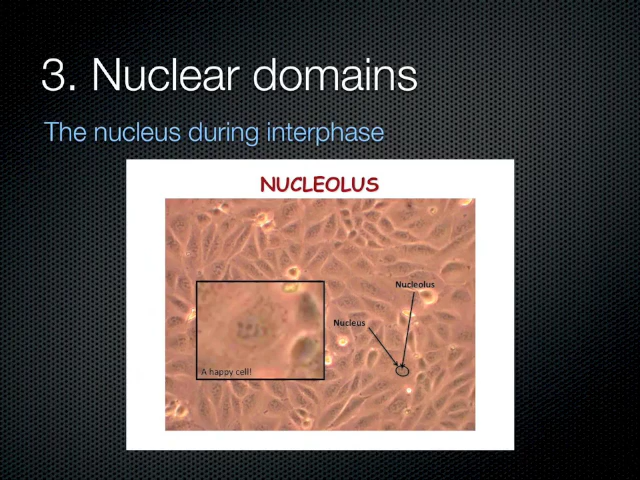 3. Nuclear domains
The nucleus during interphase
NUCLEOLUS
Nucleolus
Nucleus
A happy cell!